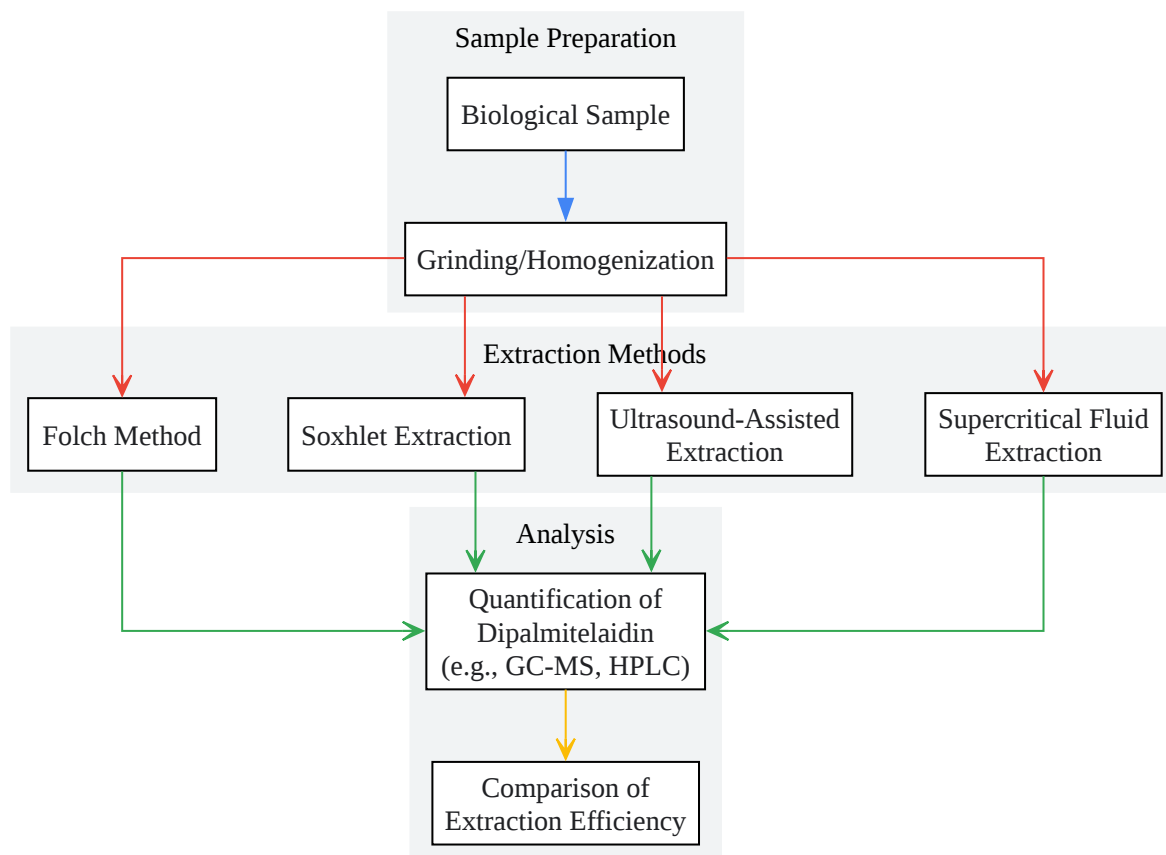 Sample Preparation
Biological Sample
Grinding/Homogenization
Extraction Methods
Folch Method
Soxhlet Extraction
Ultrasound-Assisted
Extraction
Supercritical Fluid
Extraction
Analysis
Quantification of
Dipalmitelaidin
(e.g., GC-MS, HPLC)
Comparison of
Extraction Efficiency